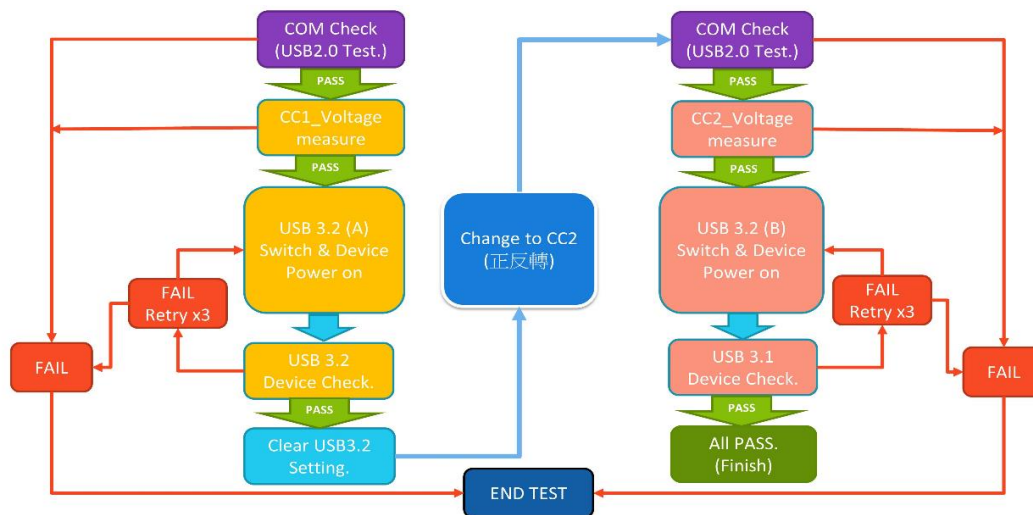 COM Check
(USB2.0 Test.)
PASS
CC1_Voltage
measure
PASS
USB 3.2 (A)
Switch & Device
Power on
FAIL
Retry x3
FAIL
USB 3.2
Device Check.
PASS
Clear USB3.2
Setting.
Change to CC2
(正反轉)
COM Check
(USB2.0 Test.)
PASS
CC2_Voltage
measure
PASS
USB 3.2 (B)
Switch & Device
Power on
FAIL
Retry x3
FAIL
USB 3.1
Device Check.
PASS
All PASS.
(Finish)
END TEST